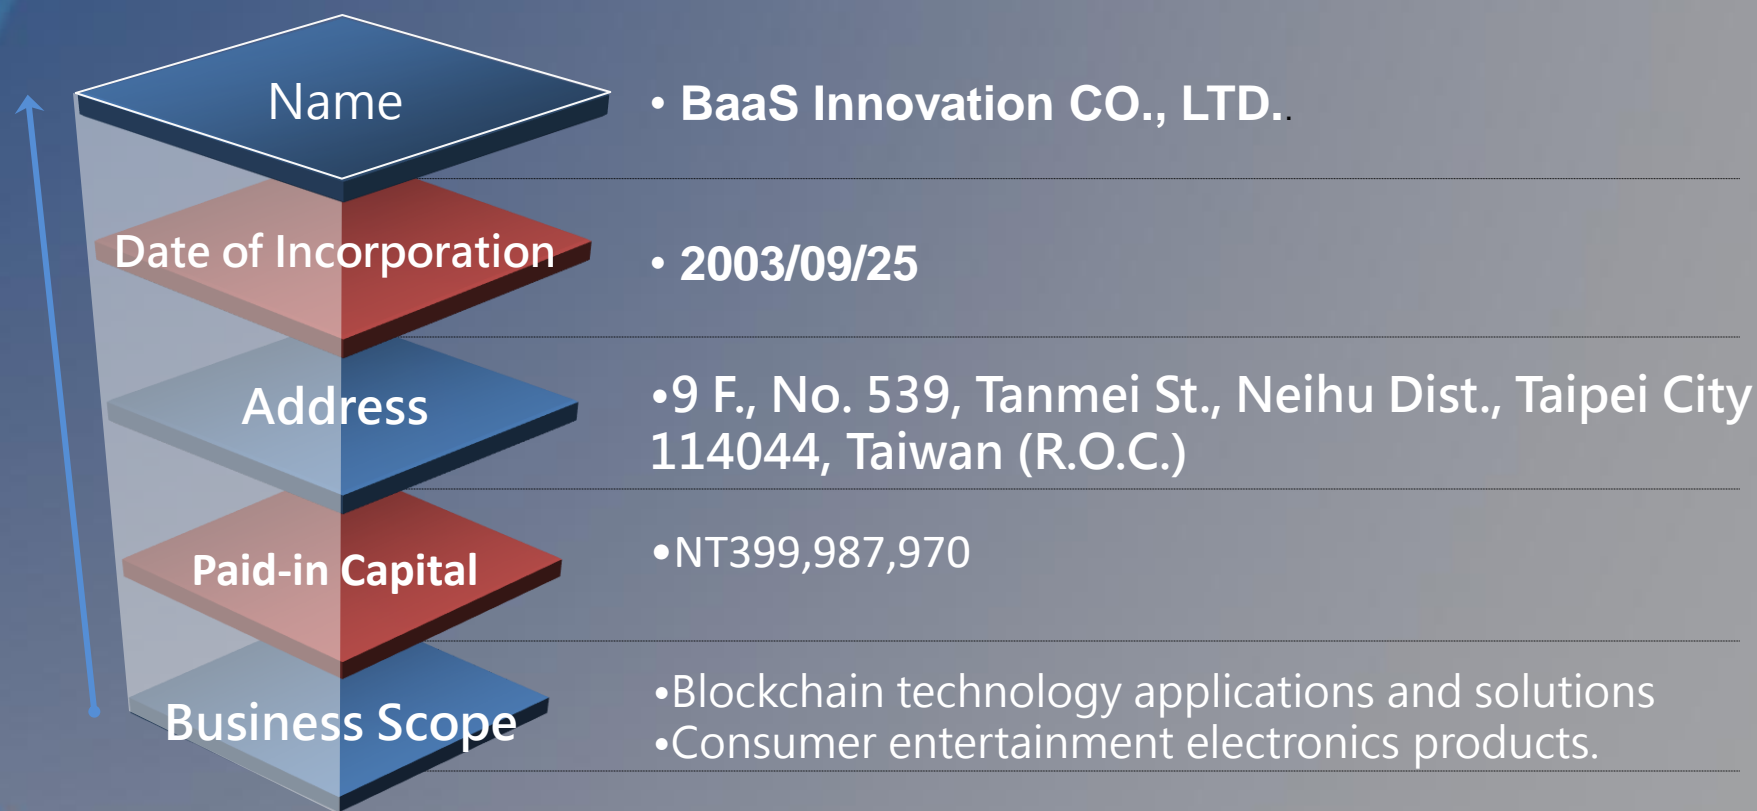 Name
• BaaS Innovation CO., LTD..
Date of Incorporation
• 2003/09/25
Address
•9 F., No. 539, Tanmei St., Neihu Dist., Taipei City
114044, Taiwan (R.O.C.)
Paid-in Capital
•NT399,987,970
Business Scope
•Blockchain technology applications and solutions
•Consumer entertainment electronics products.